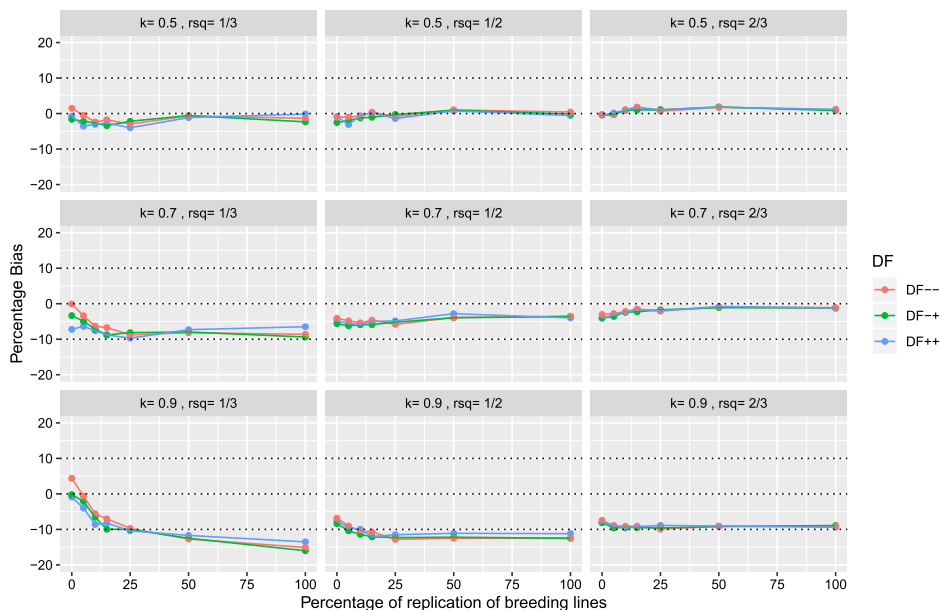 k= 0.5 , rsq= 1/3
k= 0.5 , rsq= 1/2
k= 0.5 , rsq= 2/3
20
10
0
−10
−20
k= 0.7 , rsq= 1/3
k= 0.7 , rsq= 1/2
k= 0.7 , rsq= 2/3
20
10
0
−10
−20
k= 0.9 , rsq= 1/3
k= 0.9 , rsq= 1/2
k= 0.9 , rsq= 2/3
20
10
0
−10
−20
0 25 50 75 100
0 25 50 75 100
0 25 50 75 100
Percentage of replication of breeding lines
Percentage Bias
DF
DF−−
DF−+
DF++